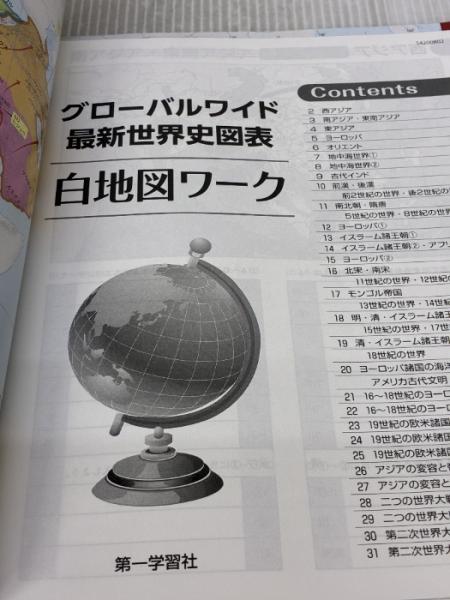 S4200802
グローバルワイド
最新世界史図表
白地図ワーク
第一学習社
Contents
2 西アジア
3 南アジア・東南アジア
4 東アジア
5 ヨーロッパ
6 オリエント
7 地中海世界①
8 地中海世界②
9 古代インド
10 前漢・後漢
前2世紀の世界・後2世紀の
11 南北朝・隋唐
5世紀の世界・8世紀の世界
12 ヨーロッパ①
13 イスラーム諸王朝①
14 イスラーム諸王朝②・アフリ
15 ヨーロッパ②
16 北宋・南宋
11世紀の世界・12世紀の
17 モンゴル帝国
13世紀の世界・14世紀
18 明・清・イスラーム諸王
15世紀の世界・17世
19 清・イスラーム諸王朝
18世紀の世界
20 ヨーロッパ諸国の海洋
アメリカ古代文明
21 16～18世紀のヨーロ
22 16～18世紀のヨーロ
23 19世紀の欧米諸国
24 19世紀の欧米諸国
25 19世紀の欧米諸国
26 アジアの変容と
27 アジアの変容と
28 二つの世界大戦
29 二つの世界大
30 第二次世界大
31 第二次世界大